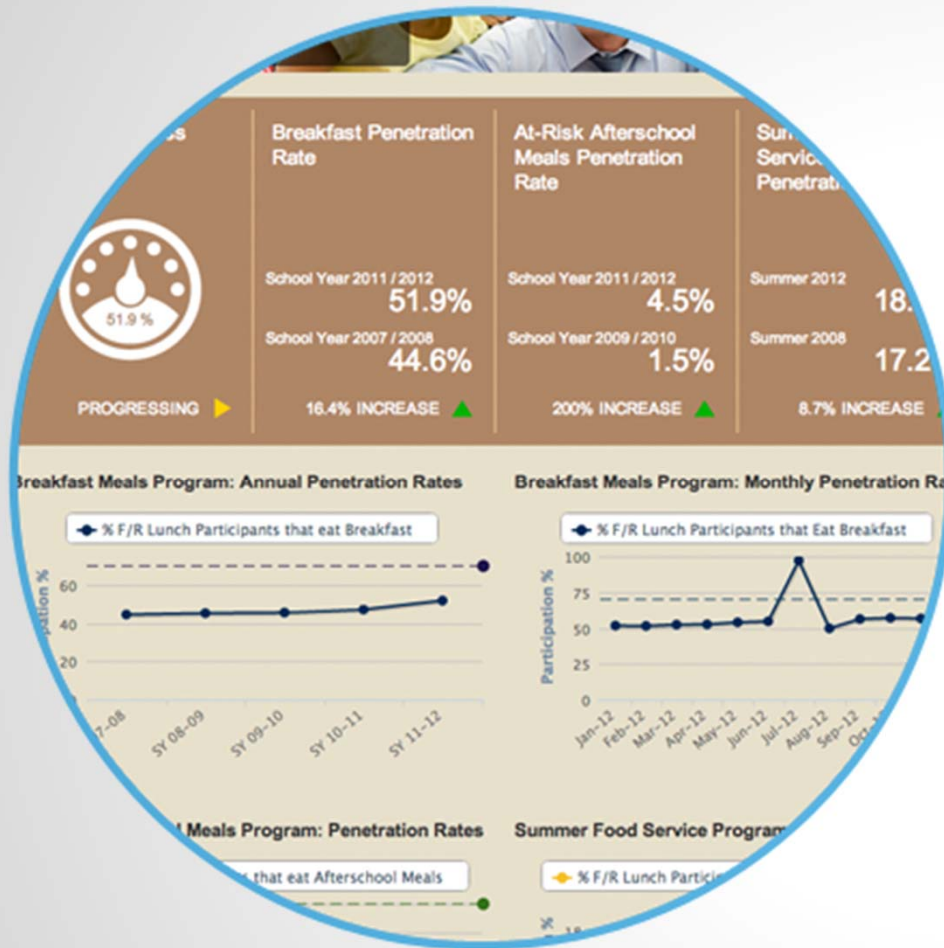 Breakfast Penetration
Rate
At-Risk Afterschool
Meals Penetration
Rate
School Year 2011 / 2012
51.9%
School Year 2007 / 2008
44.6%
16.4% INCREASE
School Year 2011 / 2012
4.5%
School Year 2009 / 2010
1.5%
200% INCREASE
Summer 2012
18.
Summer 2008
17.2
8.7% INCREASE
51.9 %
PROGRESSING
Breakfast Meals Program: Annual Penetration Rates
% F/R Lunch Participants that eat Breakfast
60
40
20
SY 08-09
SY 09-10
SY 10-11
SY 11-12
Breakfast Meals Program: Monthly Penetration
% F/R Lunch Participants that Eat Breakfast
Participation %
100
75
50
25
0
Jan-12
Feb-12
Mar-12
Apr-12
May-12
Jun-12
Jul-12
Aug-12
Sep-12
Meals Program: Penetration Rates
that eat Afterschool Meals
Summer Food Service Program
% F/R Lunch
%